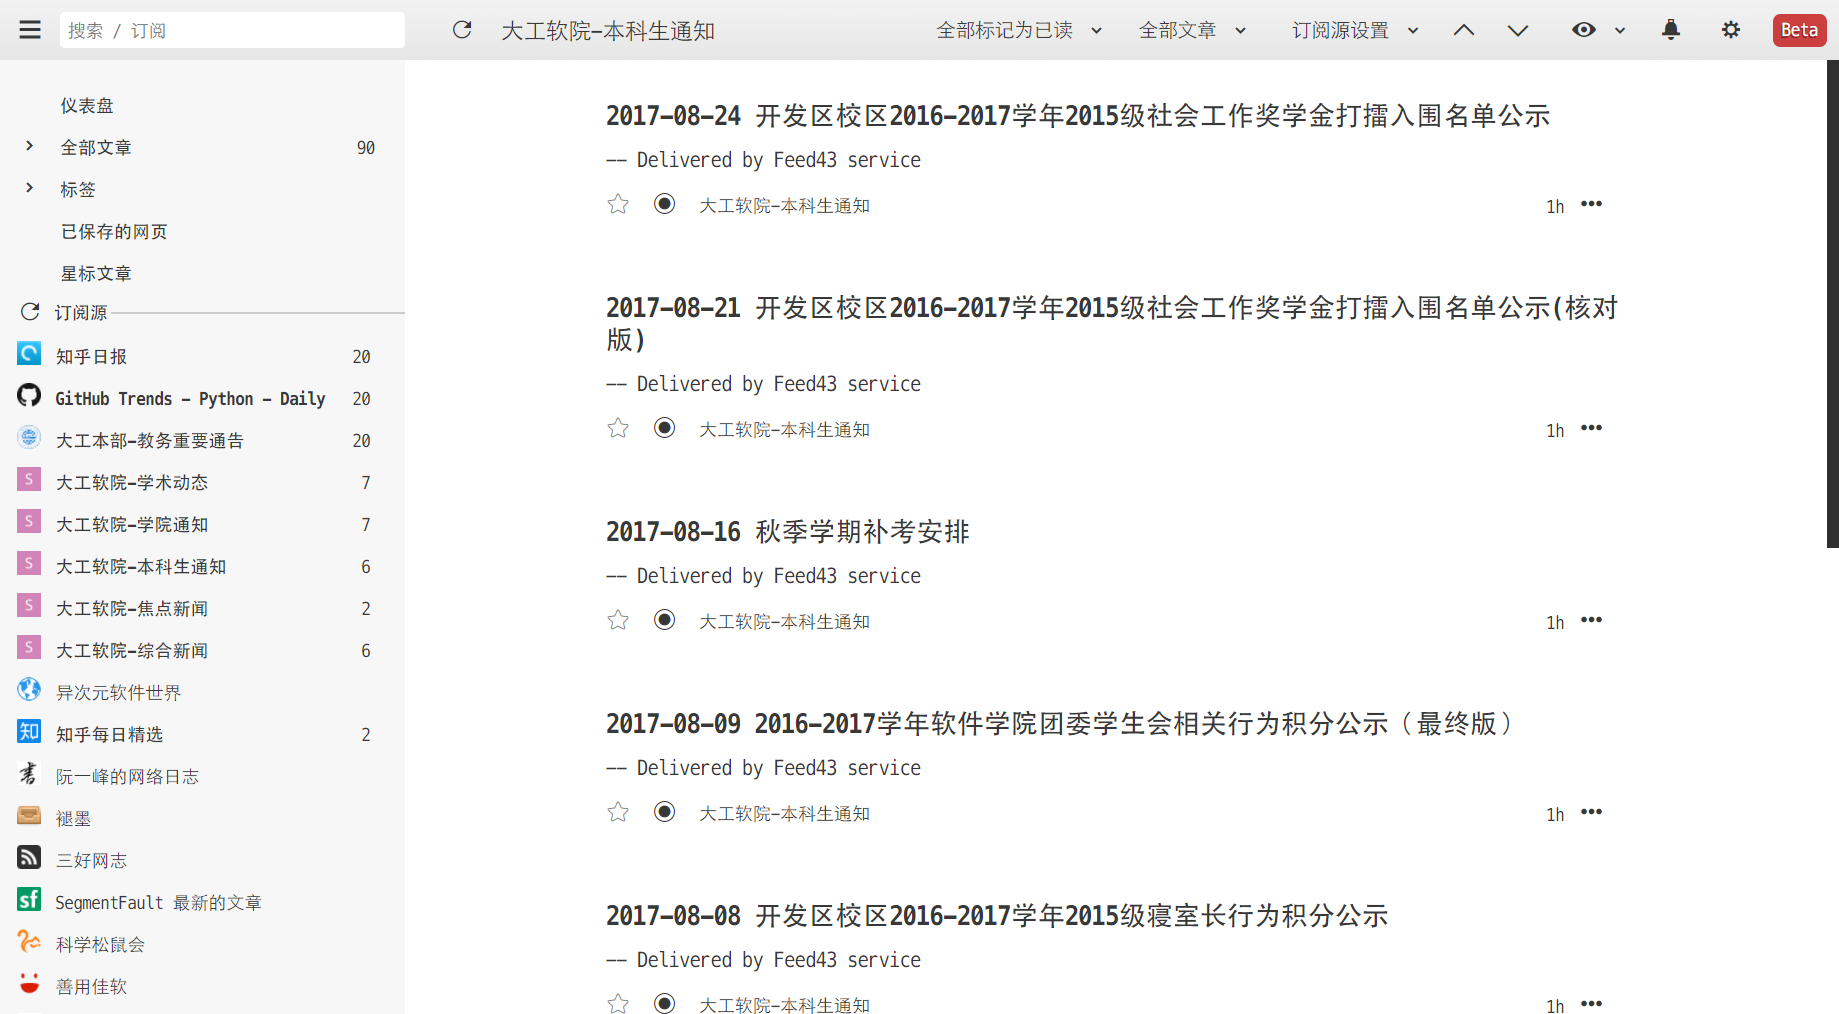 搜索 / 订阅
大工软院-本科生通知
全部标记为已读
全部文章
订阅源设置
Beta
仪表盘
全部文章 90
标签
已保存的网页
星标文章
订阅源
知乎日报 20
GitHub Trends - Python - Daily 20
大工本部-教务重要通告 20
S 大工软院-学术动态 7
S 大工软院-学院通知 7
S 大工软院-本科生通知 6
S 大工软院-焦点新闻 2
S 大工软院-综合新闻 6
异次元软件世界
知 知乎每日精选 2
书 阮一峰的网络日志
褪墨
三好网志
sf SegmentFault 最新的文章
科学松鼠会
善用佳软
2017-08-24 开发区校区2016-2017学年2015级社会工作奖学金打擂入围名单公示
-- Delivered by Feed43 service
大工软院-本科生通知 1h
2017-08-21 开发区校区2016-2017学年2015级社会工作奖学金打擂入围名单公示(核对
版)
-- Delivered by Feed43 service
大工软院-本科生通知 1h
2017-08-16 秋季学期补考安排
-- Delivered by Feed43 service
大工软院-本科生通知 1h
2017-08-09 2016-2017学年软件学院团委学生会相关行为积分公示（最终版）
-- Delivered by Feed43 service
大工软院-本科生通知 1h
2017-08-08 开发区校区2016-2017学年2015级寝室长行为积分公示
-- Delivered by Feed43 service
大工软院-本科生通知 1h